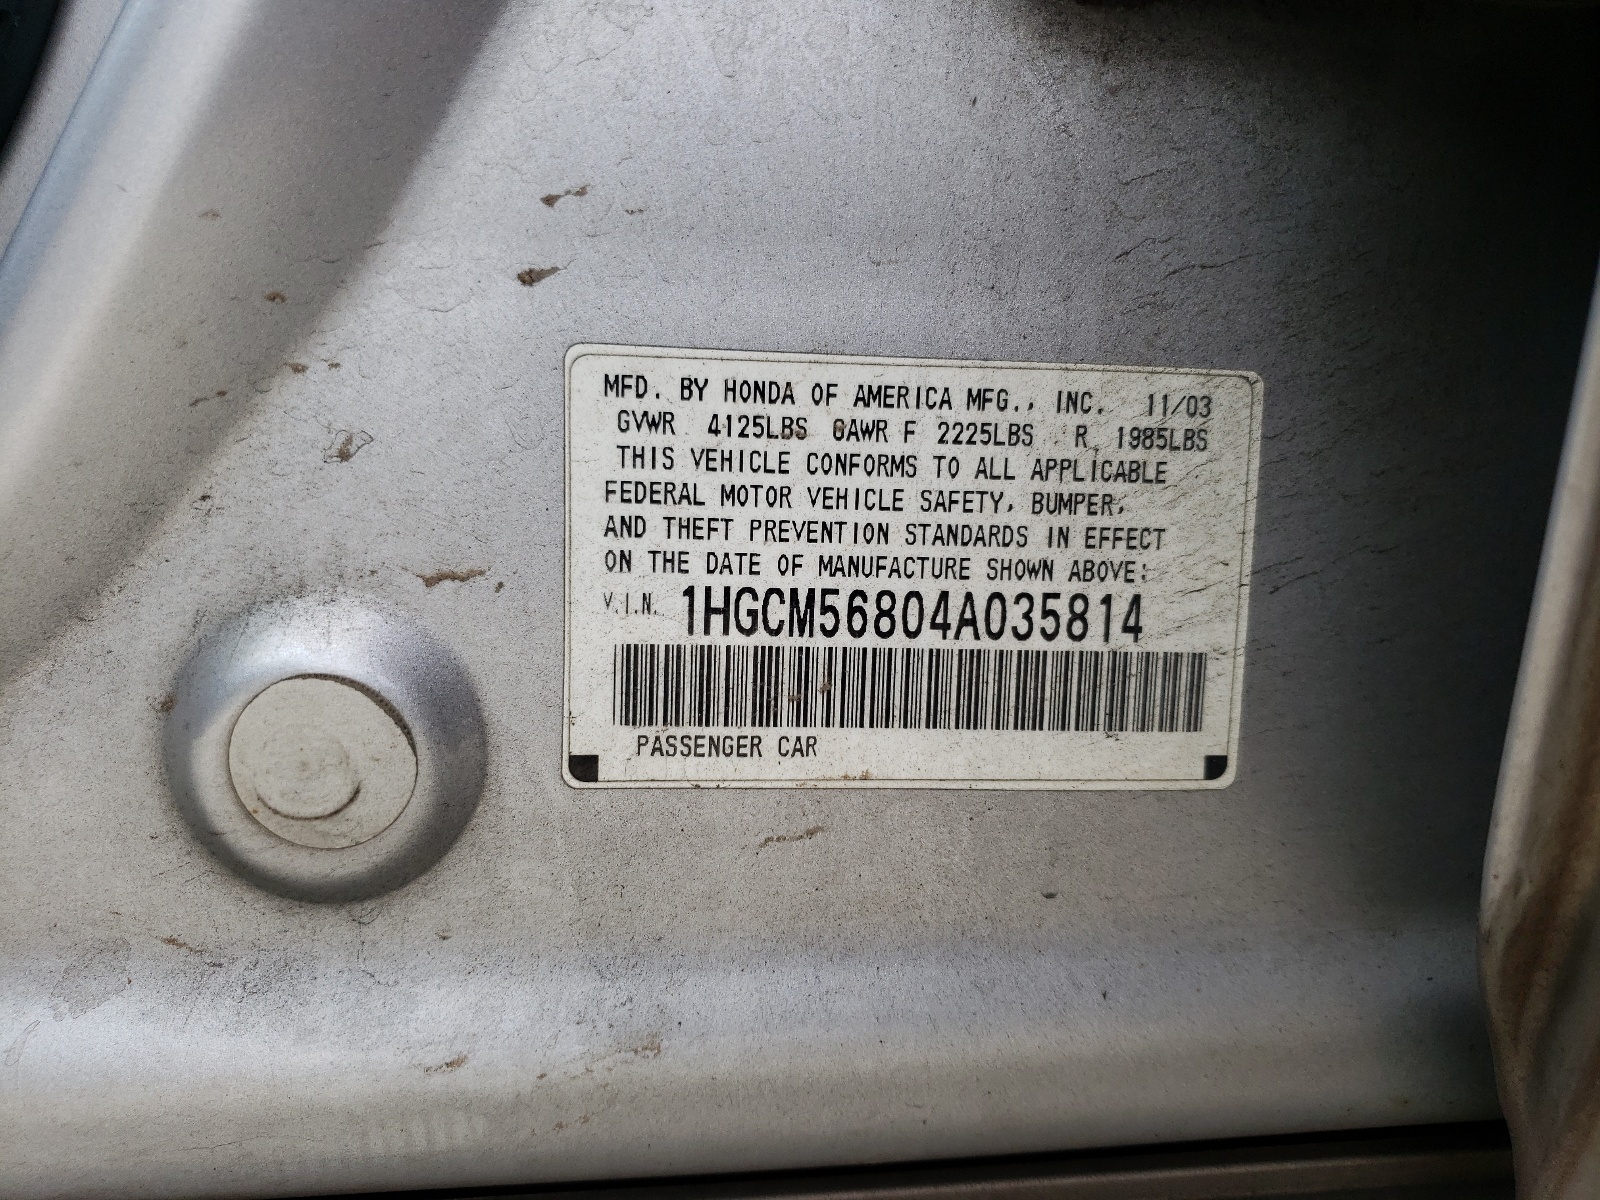 MFD. BY HONDA OF AMERICA MFG., INC. 11/03
GVWR 4125LBS GAWR F 2225LBS R 1985LBS
THIS VEHICLE CONFORMS TO ALL APPLICABLE
FEDERAL MOTOR VEHICLE SAFETY, BUMPER,
AND THEFT PREVENTION STANDARDS IN EFFECT
ON THE DATE OF MANUFACTURE SHOWN ABOVE:
V.I.N. 1HGCM56804A035814
PASSENGER CAR